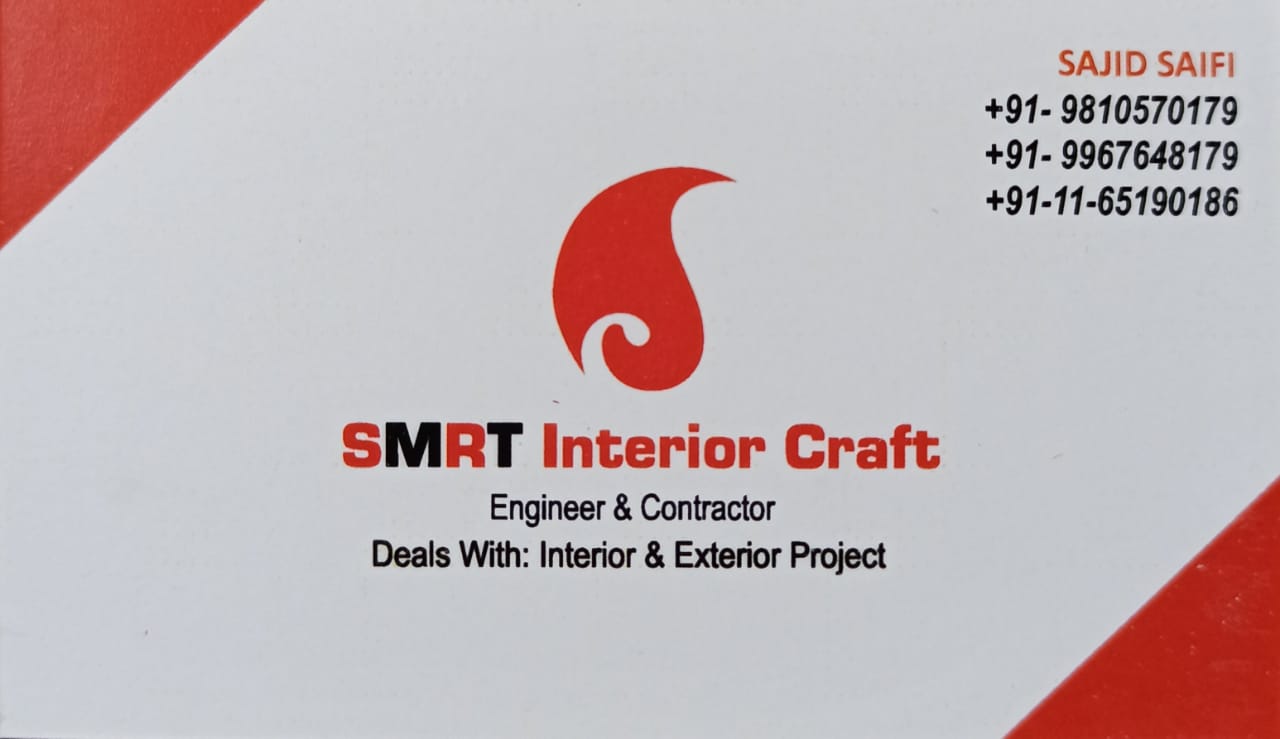 SAJID SAIFI
+91- 9810570179
+91- 9967648179
+91-11-65190186
SMRT Interior Craft
Engineer & Contractor
Deals With: Interior & Exterior Project